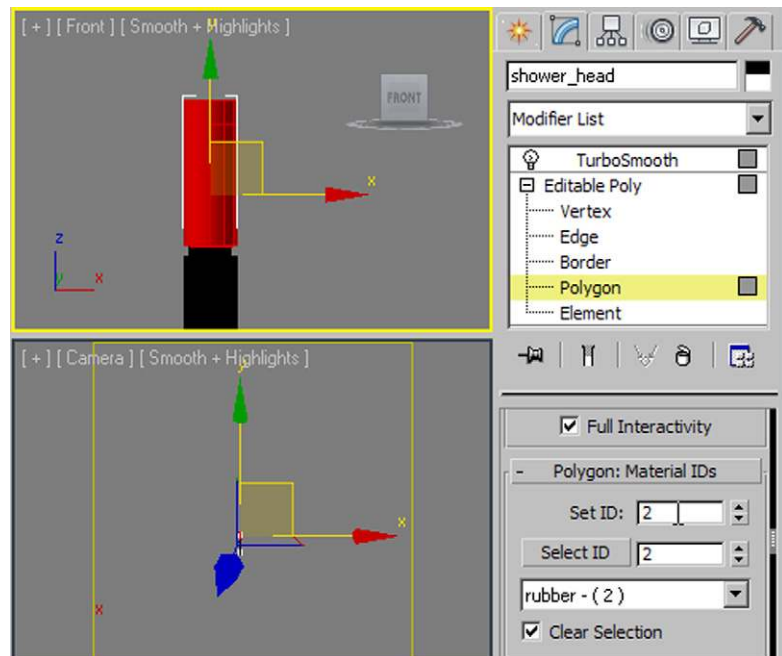 [ + ] [ Front ] [ Smooth + Highlights ]
FRONT
x
z
y
x
[ + ] [ Camera ] [ Smooth + Highlights ]
y
x
x
shower_head
Modifier List
TurboSmooth
Editable Poly
Vertex
Edge
Border
Polygon
Element
Full Interactivity
- Polygon: Material IDs
Set ID: 2
Select ID 2
rubber - ( 2 )
Clear Selection